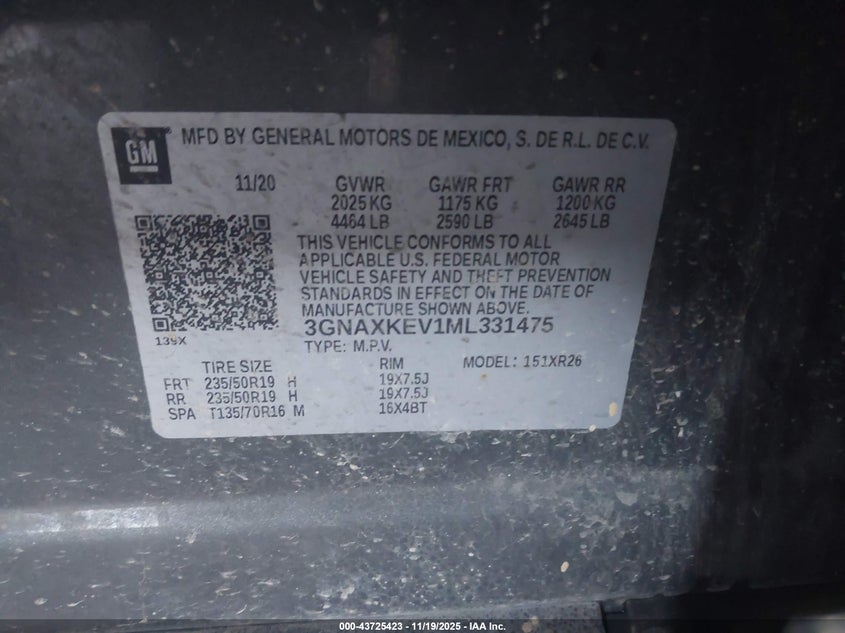 GM
MFD BY GENERAL MOTORS DE MEXICO, S. DE R.L. DE C.V.
11/20 GVWR GAWR FRT GAWR RR
2025 KG 1175 KG 1200 KG
4464 LB 2590 LB 2645 LB
THIS VEHICLE CONFORMS TO ALL
APPLICABLE U.S. FEDERAL MOTOR
VEHICLE SAFETY AND THEFT PREVENTION
STANDARDS IN EFFECT ON THE DATE OF
MANUFACTURE SHOWN ABOVE.
3GNAXKEV1ML331475
139X
TYPE: M.P.V.
TIRE SIZE RIM MODEL: 151XR26
FRT 235/50R19 H 19X7.5J
RR 235/50R19 H 19X7.5J
SPA T135/70R16 M 16X4BT
000-43725423 - 11/19/2025 - IAA Inc.